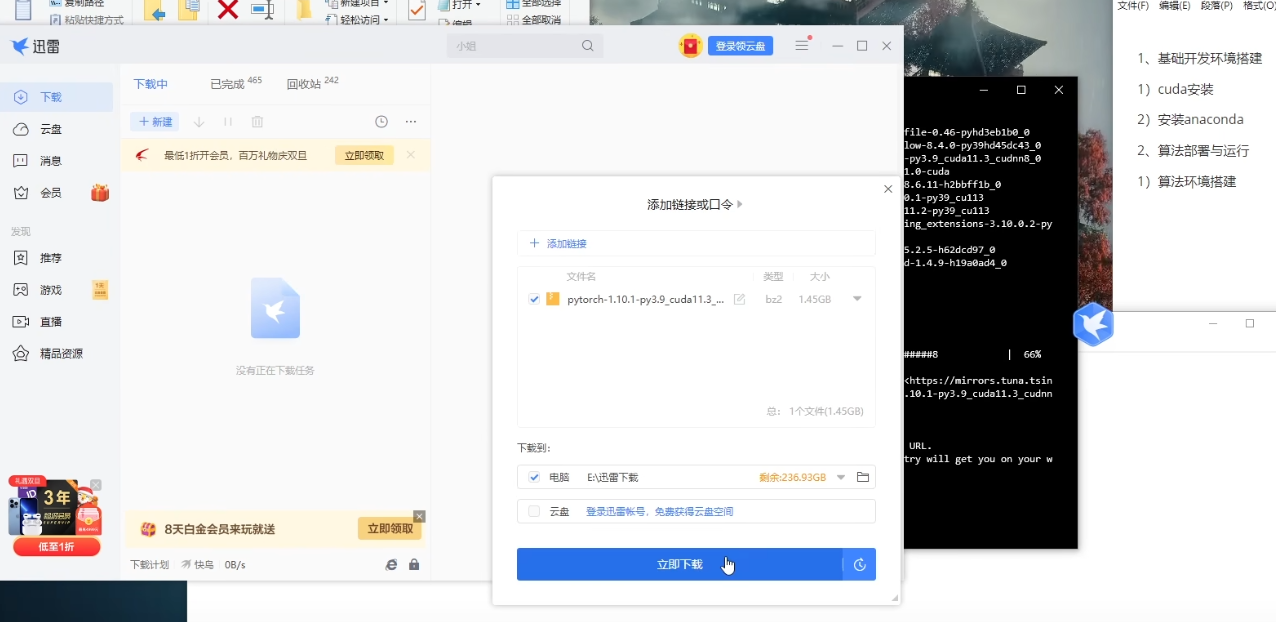 复制路径
粘贴快捷方式
新建项目
轻松访问
打开
编辑
全部选择
全部取消
文件(F) 编辑(E) 段落(P) 格式(O)
迅雷
小姐
登录领云盘
下载
云盘
消息
会员
发现
推荐
游戏
直播
精品资源
3年
低至1折
下载中 已完成 465 回收站 242
+ 新建
最低1折开会员，百万礼物庆双旦 立即领取
没有正在下载任务
8天白金会员来玩就送 立即领取
下载计划 快鸟 0B/s
添加链接或口令
+ 添加链接
文件名 类型 大小
pytorch-1.10.1-py3.9_cuda11.3_... bz2 1.45GB
总： 1个文件(1.45GB)
下载到：
电脑 E:\迅雷下载 剩余:236.93GB
云盘 登录迅雷帐号，免费获得云盘空间
立即下载
file-0.46-pyhd3eb1b0_0
low-8.4.0-py39hd45dc43_0
-py3.9_cuda11.3_cudnn8_0
1.0-cuda
8.6.11-h2bbff1b_0
0.1-py39_cu113
11.2-py39_cu113
ing_extensions-3.10.0.2-py
5.2.5-h62dcd97_0
d-1.4.9-h19a0ad4_0
#####8 | 66%
<https://mirrors.tuna.tsin
.10.1-py3.9_cuda11.3_cudnn
URL.
try will get you on your w
1、基础开发环境搭建
1）cuda安装
2）安装anaconda
2、算法部署与运行
1）算法环境搭建